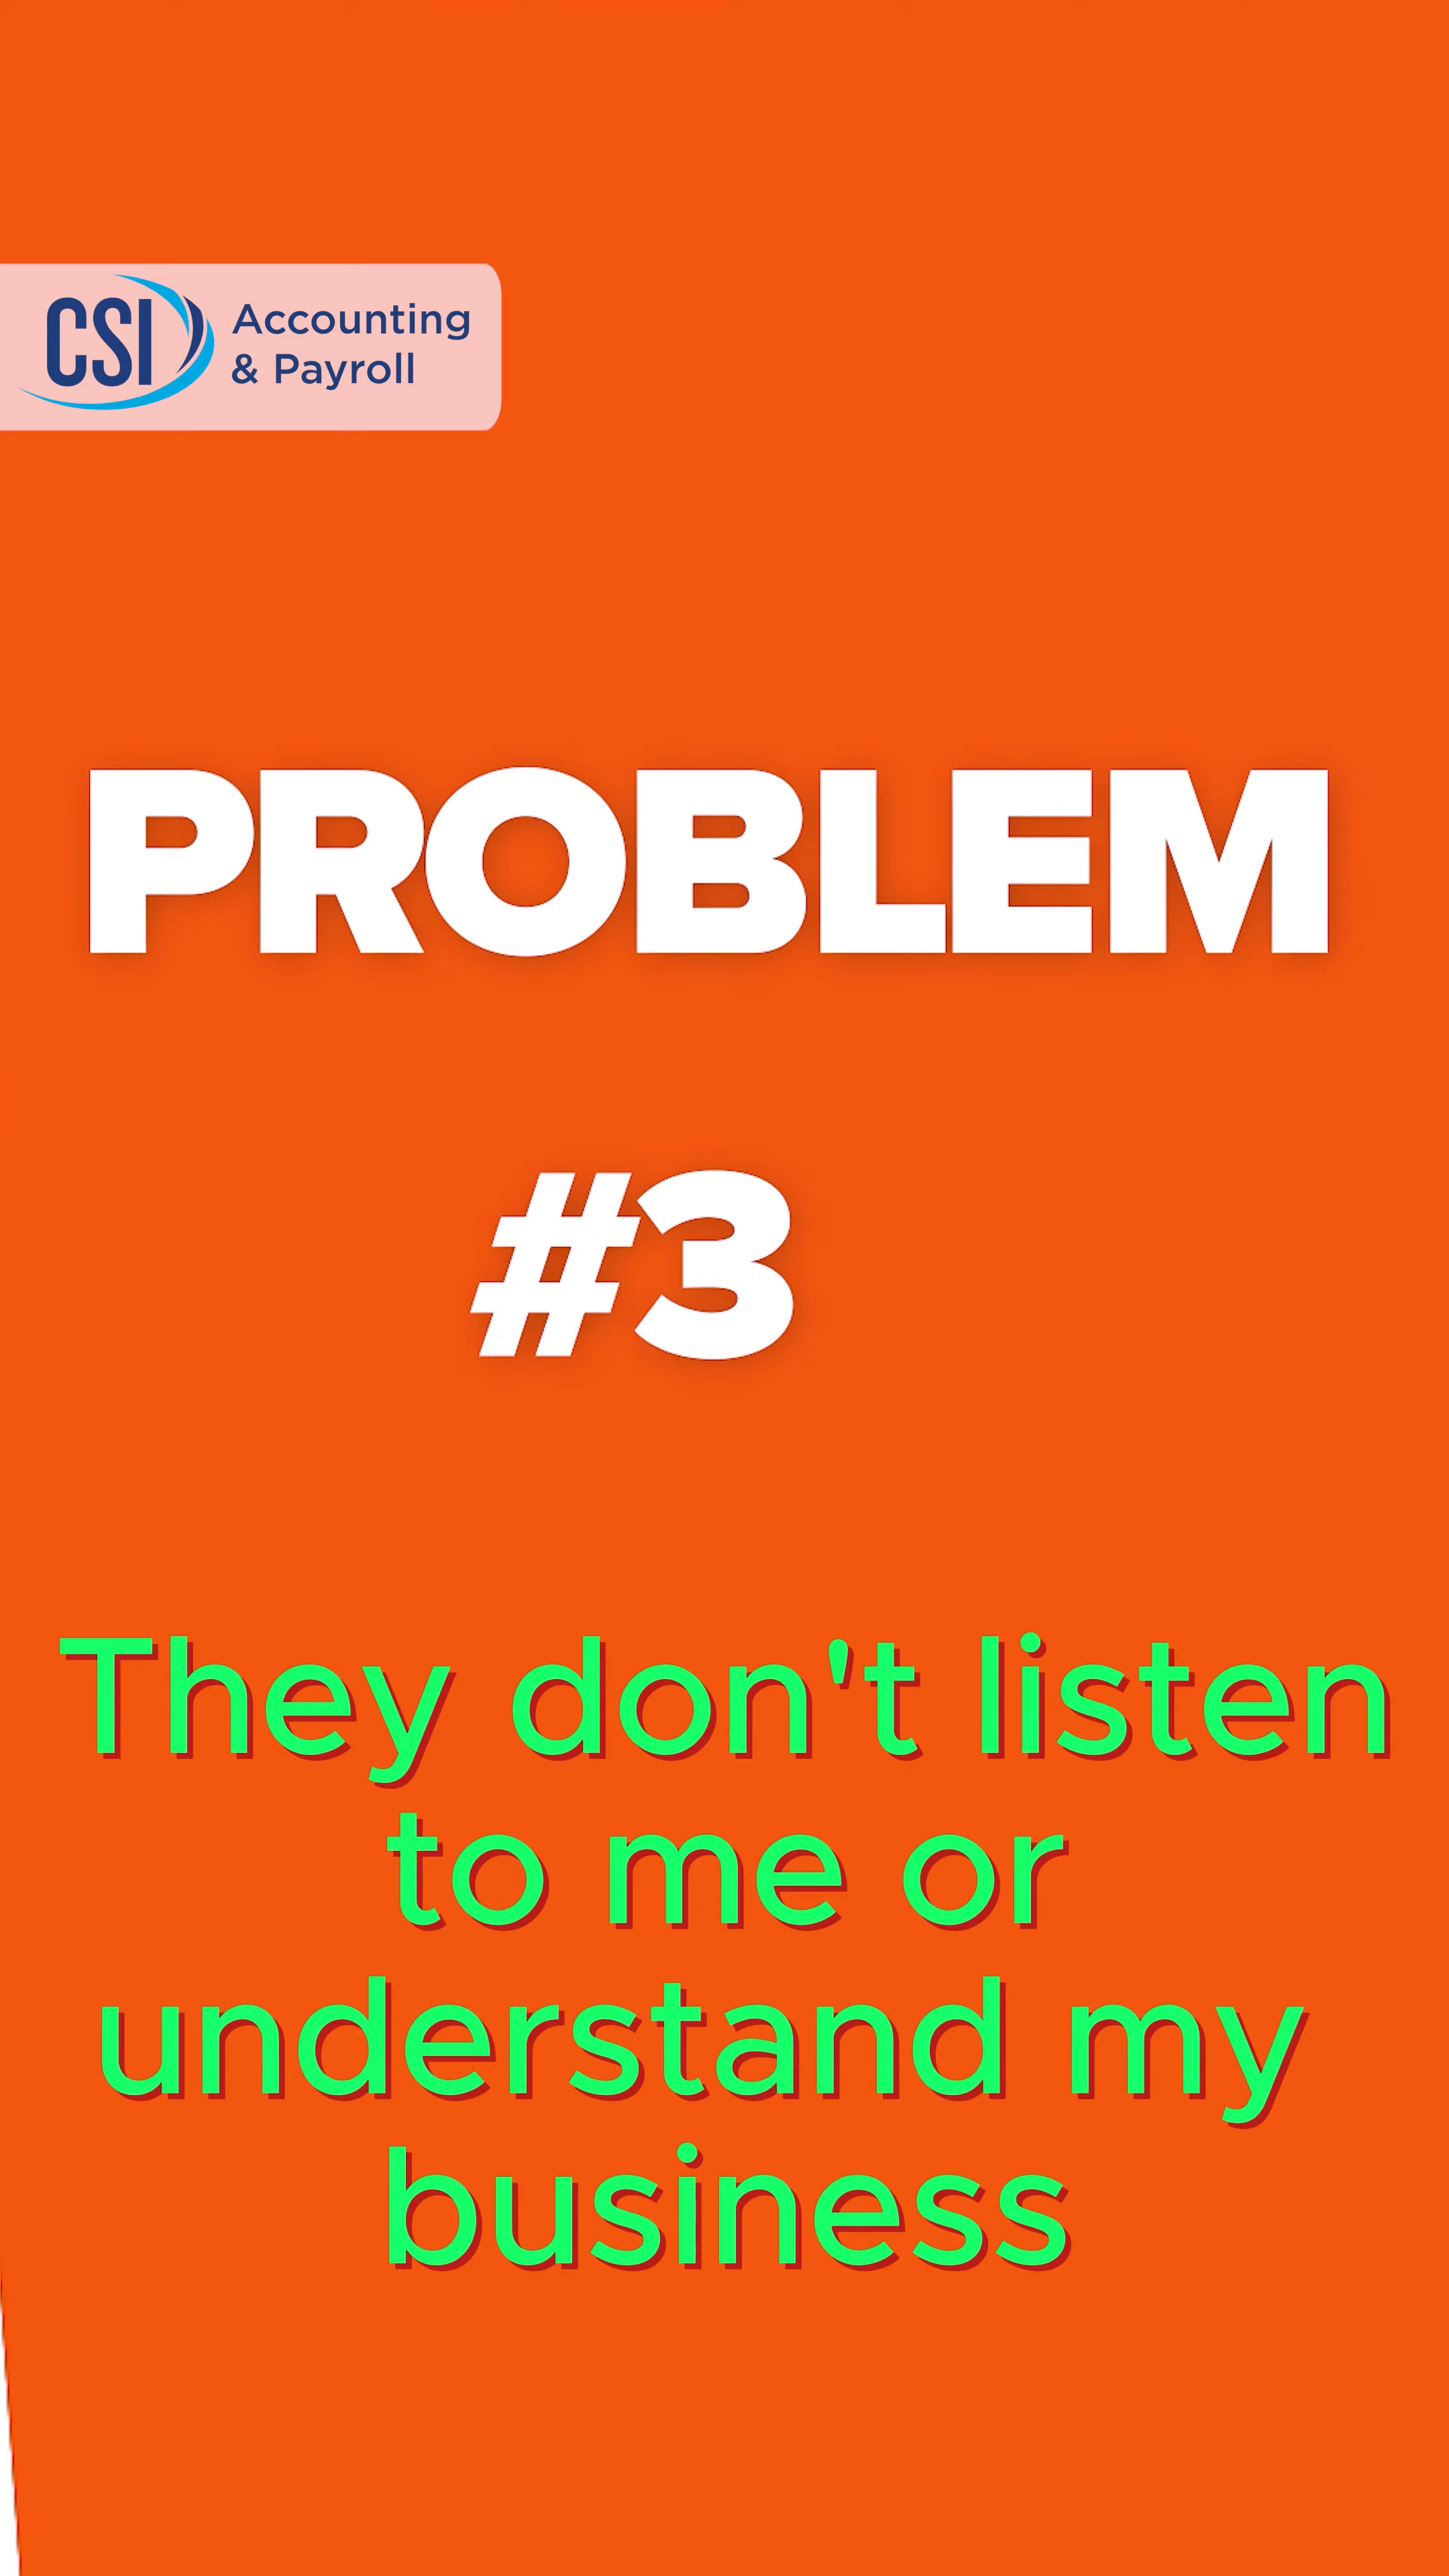 CSI Accounting
& Payroll
PROBLEM
#3
They don't listen
to me or
understand my
business